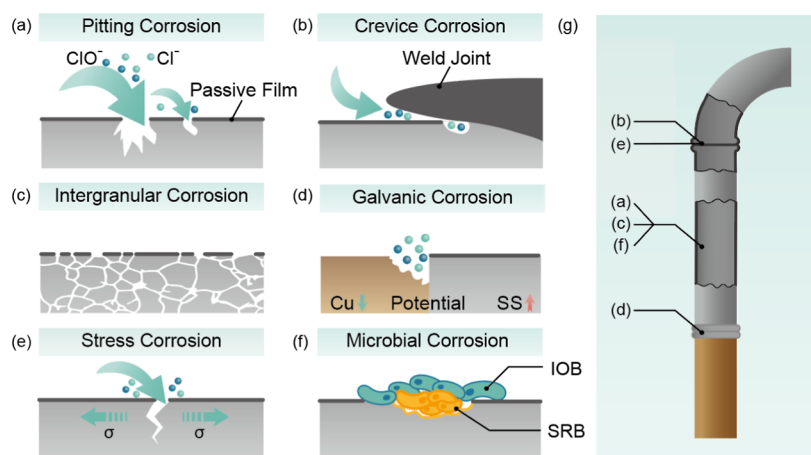 (a) Pitting Corrosion
ClO⁻ Cl⁻
Passive Film
(b) Crevice Corrosion
Weld Joint
(c) Intergranular Corrosion
(d) Galvanic Corrosion
Cu Potential SS
(e) Stress Corrosion
σ σ
(f) Microbial Corrosion
IOB
SRB
(g)
(b)
(e)
(a)
(c)
(f)
(d)